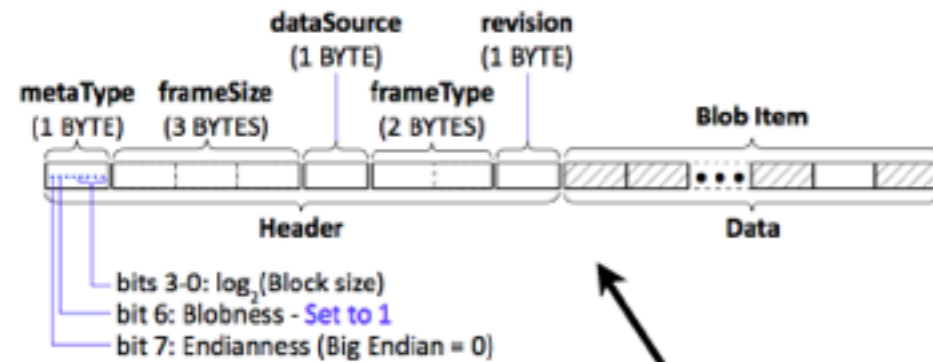 dataSource revision
(1 BYTE) (1 BYTE)
metaType frameSize frameType
(1 BYTE) (3 BYTES) (2 BYTES) Blob Item
Header Data
bits 3-0: log2(Block size)
bit 6: Blobness - Set to 1
bit 7: Endianness (Big Endian = 0)